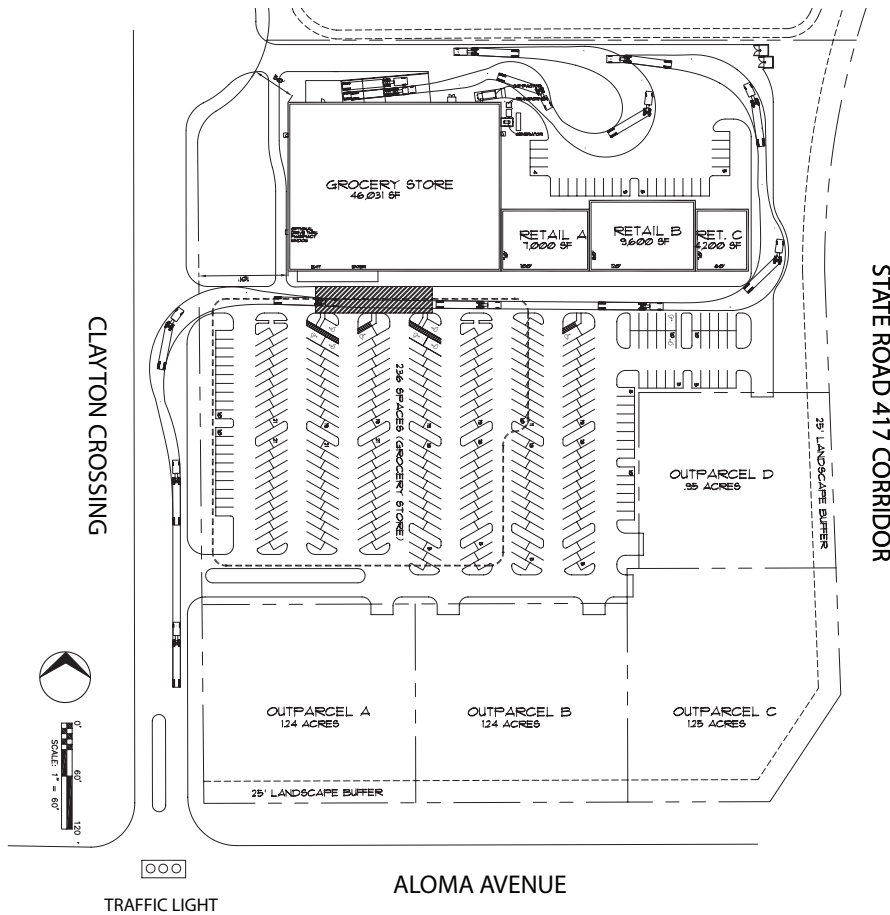 GROCERY STORE
46,031 SF
RETAIL A
7,000 SF
RETAIL B
9,600 SF
RET. C
4,200 SF
GENERATOR
CLAYTON CROSSING
STATE ROAD 417 CORRIDOR
236 SPACES (GROCERY STORE)
25' LANDSCAPE BUFFER
OUTPARCEL D
.95 ACRES
OUTPARCEL A
1.24 ACRES
OUTPARCEL B
1.24 ACRES
OUTPARCEL C
1.25 ACRES
25' LANDSCAPE BUFFER
0'
60'
120'
SCALE: 1" = 60'
ALOMA AVENUE
TRAFFIC LIGHT